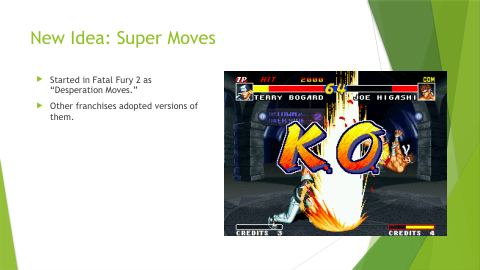 New Idea: Super Moves
Started in Fatal Fury 2 as
“Desperation Moves.”
Other franchises adopted versions of
them.
1P HIT 2000 COM
64
TERRY BOGARD JOE HIGASHI
KO
CREDITS 3 CREDITS 4